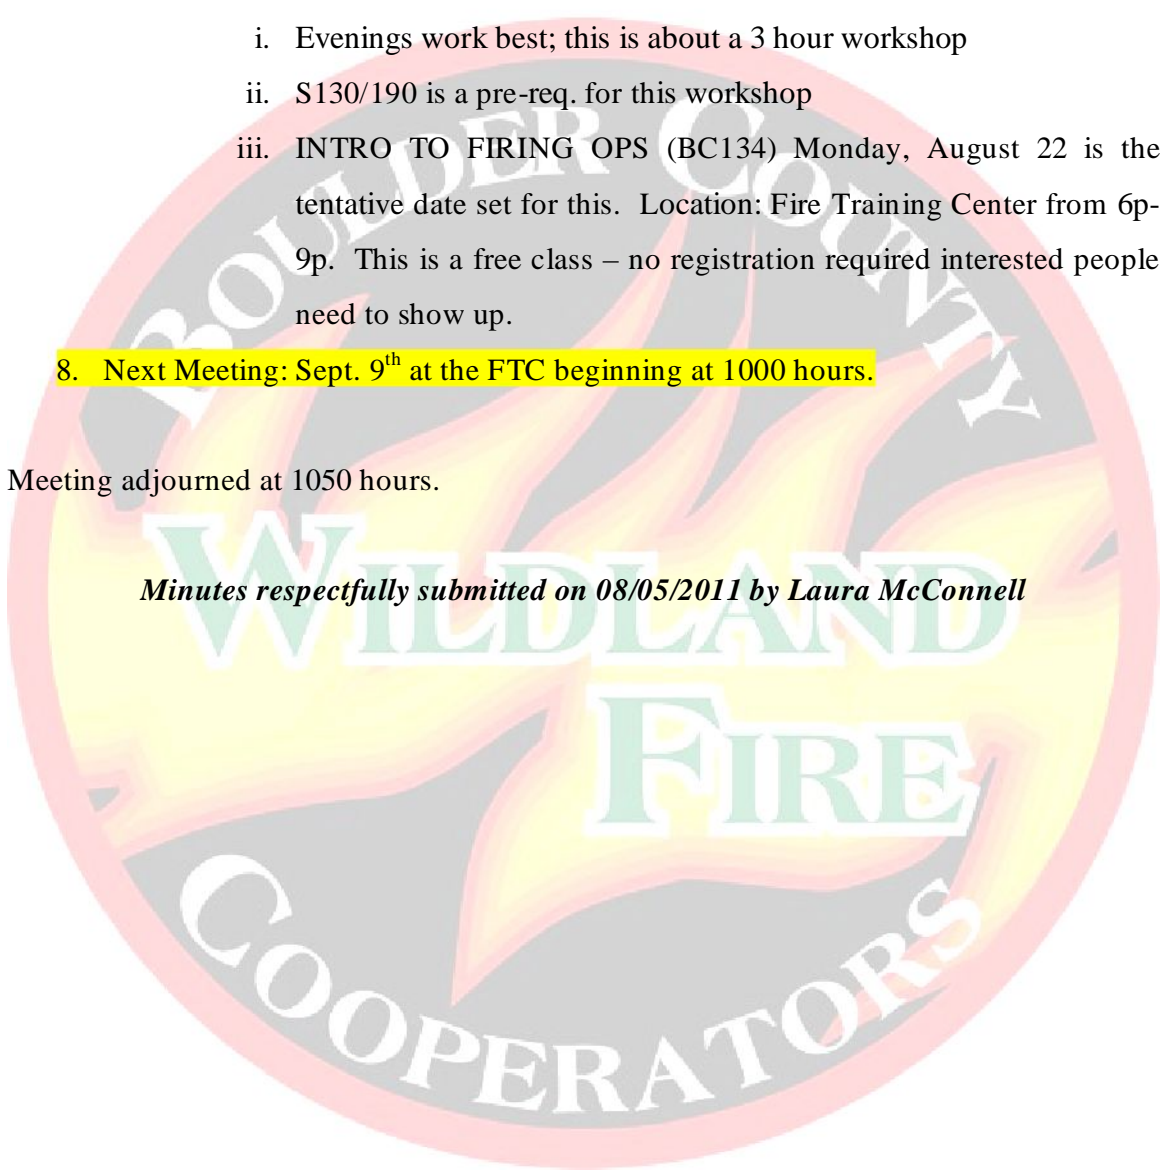 i. Evenings work best; this is about a 3 hour workshop
ii. S130/190 is a pre-req. for this workshop
iii. INTRO TO FIRING OPS (BC134) Monday, August 22 is the
tentative date set for this. Location: Fire Training Center from 6p-
9p. This is a free class – no registration required interested people
need to show up.
8. Next Meeting: Sept. 9th at the FTC beginning at 1000 hours.
Meeting adjourned at 1050 hours.
Minutes respectfully submitted on 08/05/2011 by Laura McConnell
BOULDER COUNTY
WILDLAND
FIRE
COOPERATORS